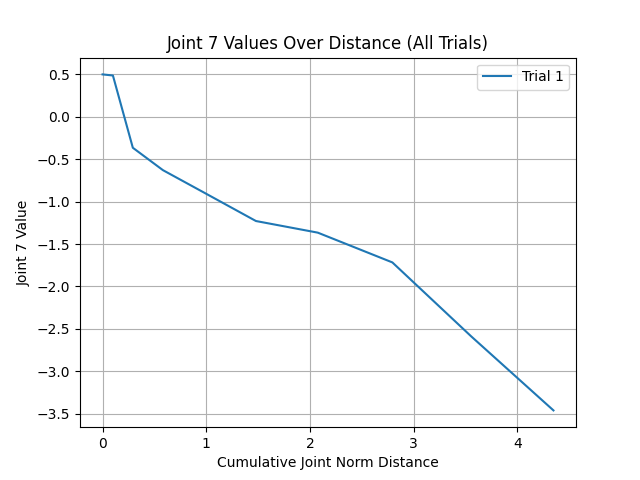 Joint 7 Values Over Distance (All Trials)
Trial 1
Joint 7 Value
0.5
0.0
−0.5
−1.0
−1.5
−2.0
−2.5
−3.0
−3.5
0 1 2 3 4
Cumulative Joint Norm Distance